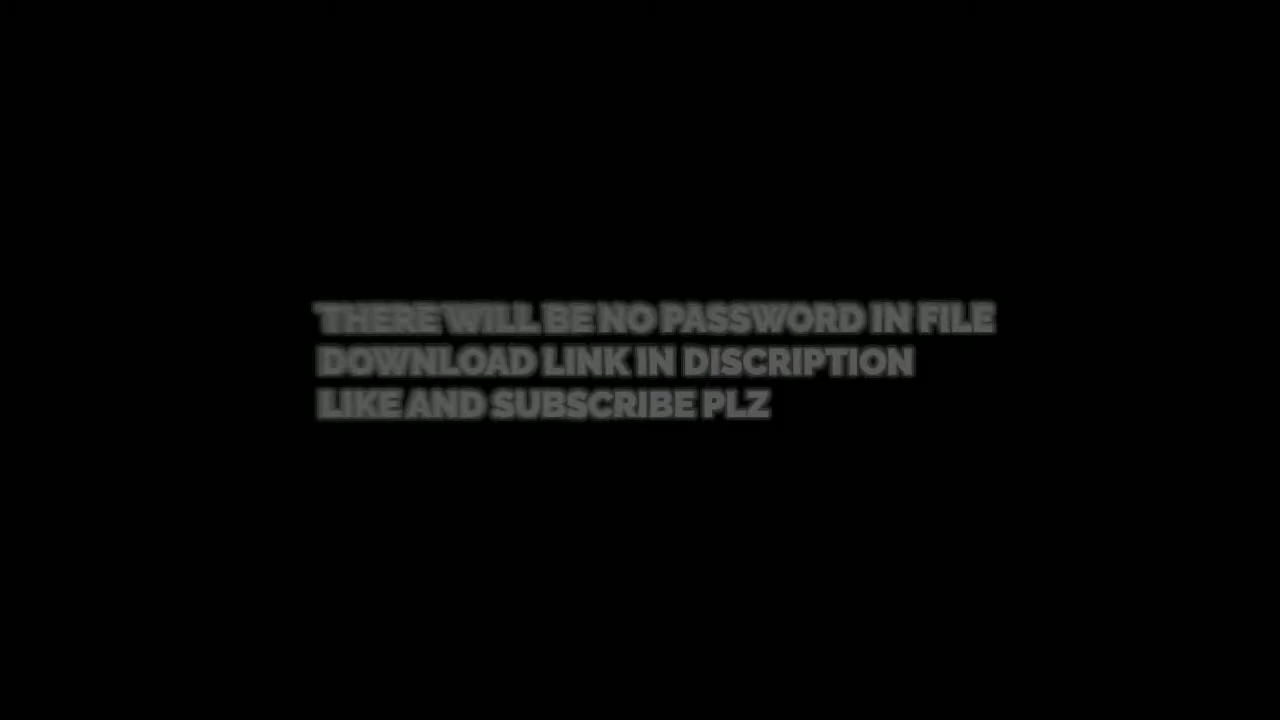 THERE WILL BE NO PASSWORD IN FILE
DOWNLOAD LINK IN DISCRIPTION
LIKE AND SUBSCRIBE PLZ